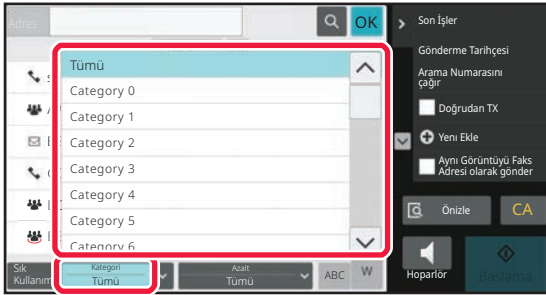 Adres
OK
Tümü
Category 0
Category 1
Category 2
Category 3
Category 4
Category 5
Category 6
Sık
Kullanım
Kategori
Tümü
Azalt
Tümü
ABC
W
Son İşler
Gönderme Tarihçesi
Arama Numarasını
çağır
Doğrudan TX
Yeni Ekle
Aynı Görüntüyü Faks
Adresi olarak gönder
Önizle
CA
Hoparlör
Başlama